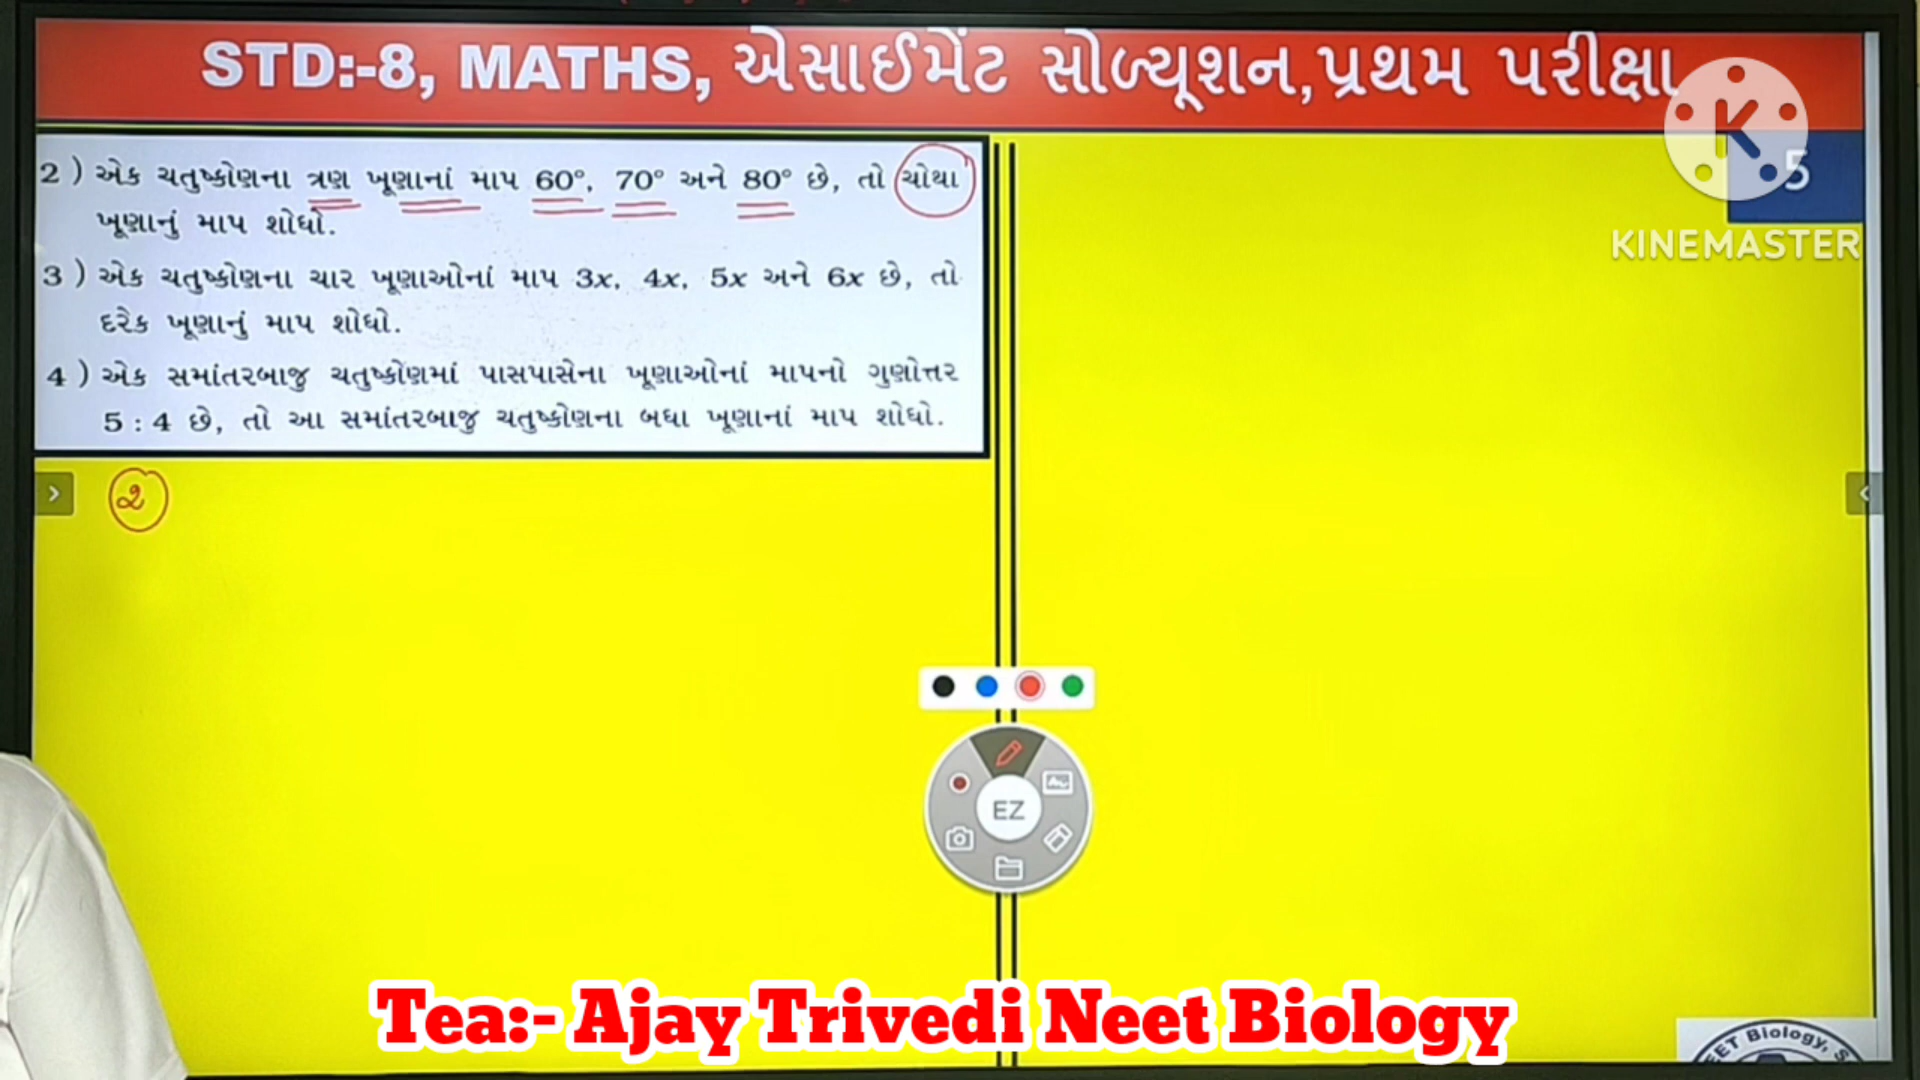 STD:-8, MATHS, એસાઈમેંટ સોળ્યૂશન,પ્રથમ પરીક્ષા
K
5
KINEMASTER
2 ) એક ચતુષ્કોણના ત્રણ ખૂણાનાં માપ 60°, 70° અને 80° છે, તો ચોથા
ખૂણાનું માપ શોધો.
3 ) એક ચતુષ્કોણના ચાર ખૂણાઓનાં માપ 3x, 4x, 5x અને 6x છે, તો
દરેક ખૂણાનું માપ શોધો.
4 ) એક સમાંતરબાજુ ચતુષ્કોણમાં પાસપાસેના ખૂણાઓનાં માપનો ગુણોત્તર
5 : 4 છે, તો આ સમાંતરબાજુ ચતુષ્કોણના બધા ખૂણાનાં માપ શોધો.
૨
EZ
Tea:- Ajay Trivedi Neet Biology
Biology,